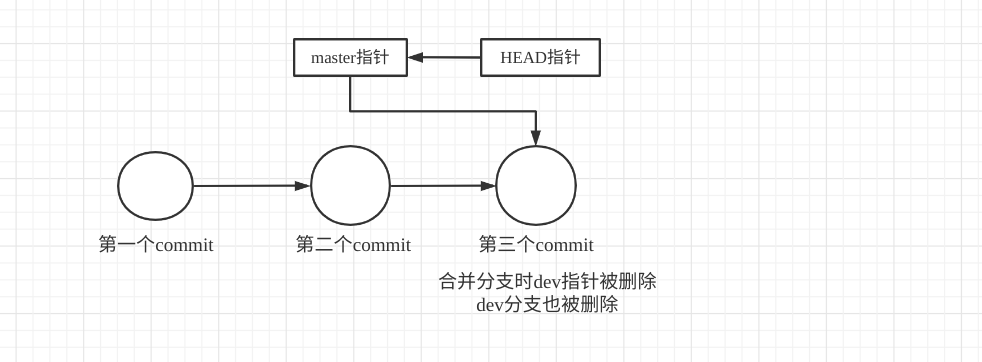 master指针
HEAD指针
第一个commit
第二个commit
第三个commit
合并分支时dev指针被删除
dev分支也被删除